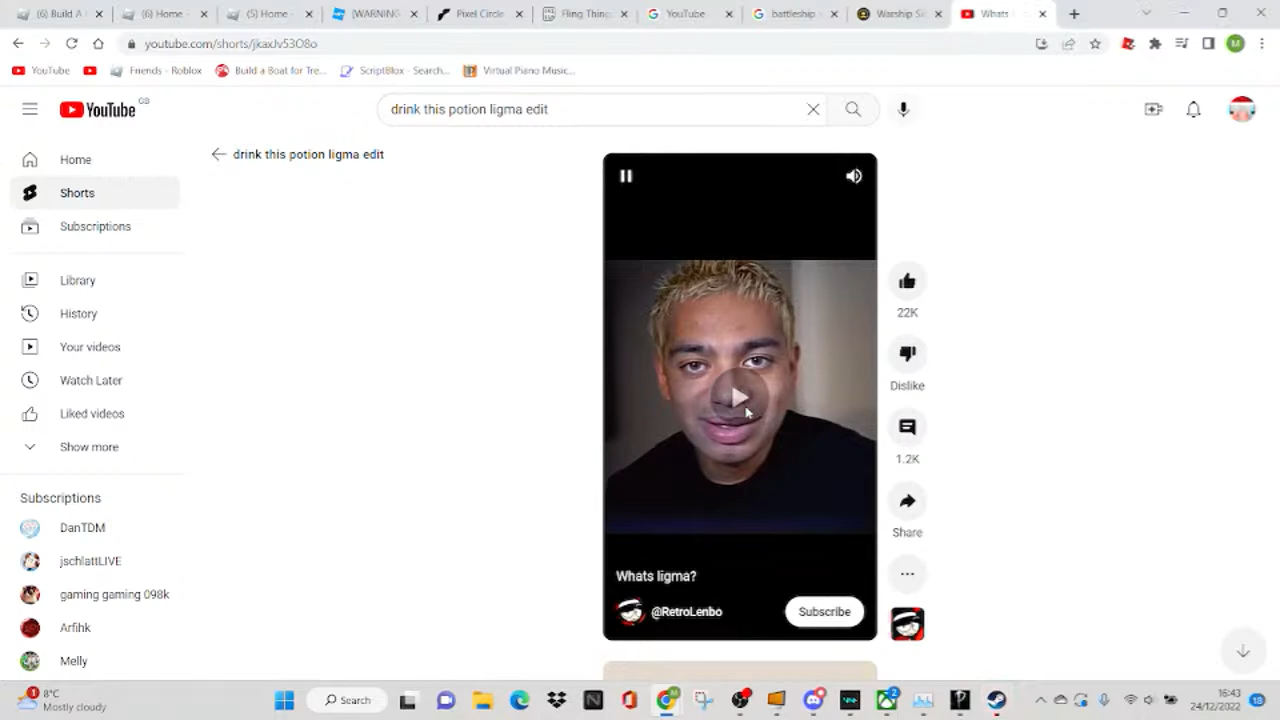 (6) Build A
(6) Home -
(5) Home -
[WARNING
Pixel Circle
Fling Thing
YouTube
battleship
Warship S
Whats
youtube.com/shorts/jkaxJv53O8o
YouTube
Friends - Roblox
Build a Boat for Tre...
ScriptBlox - Search...
Virtual Piano Music...
M
YouTube GB
drink this potion ligma edit
Home
drink this potion ligma edit
Shorts
Subscriptions
Library
History
22K
Your videos
Watch Later
Dislike
Liked videos
Show more
1.2K
Subscriptions
DanTDM
Share
jschlattLIVE
Whats ligma?
gaming gaming 098k
@RetroLenbo
Subscribe
Arfihk
Melly
1
8°C
Mostly cloudy
Search
2
16:43
24/12/2022
18